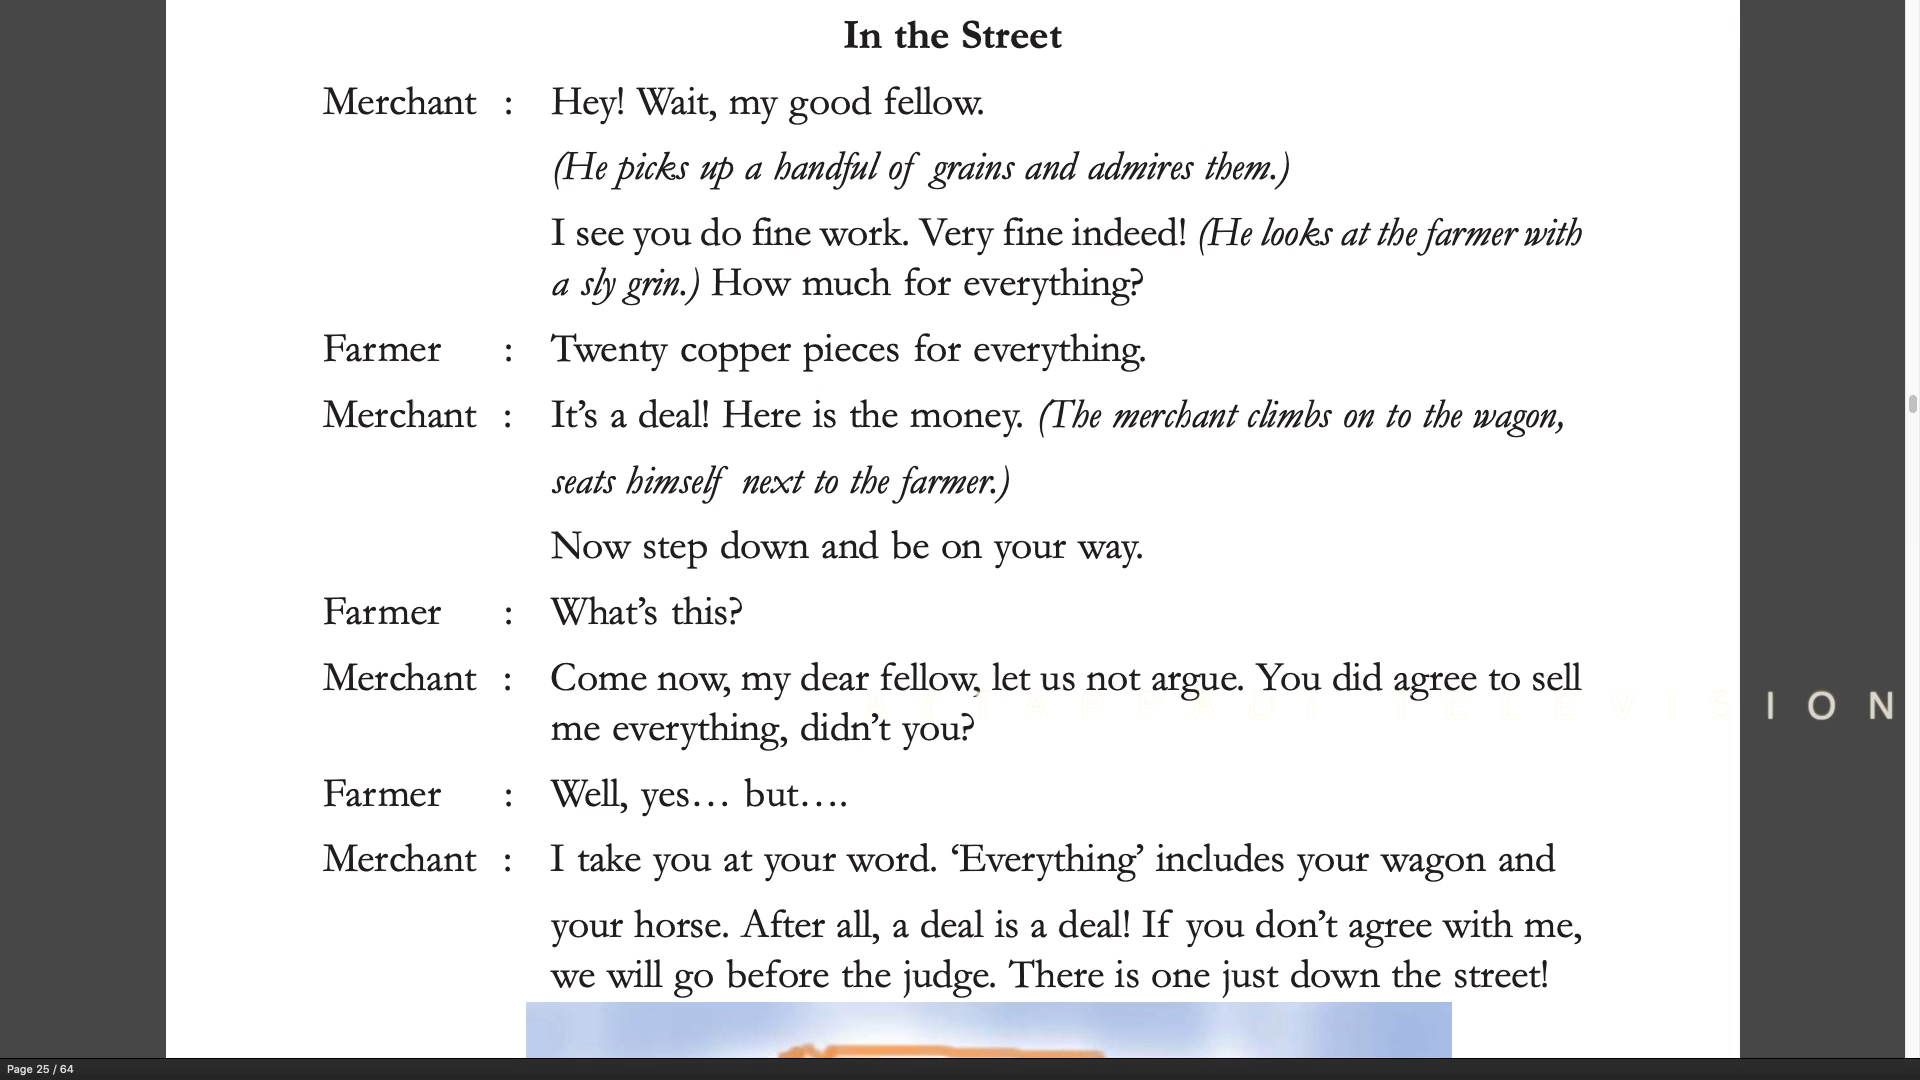 In the Street
Merchant : Hey! Wait, my good fellow.
(He picks up a handful of grains and admires them.)
I see you do fine work. Very fine indeed! (He looks at the farmer with
a sly grin.) How much for everything?
Farmer : Twenty copper pieces for everything.
Merchant : It’s a deal! Here is the money. (The merchant climbs on to the wagon,
seats himself next to the farmer.)
Now step down and be on your way.
Farmer : What’s this?
Merchant : Come now, my dear fellow, let us not argue. You did agree to sell
me everything, didn’t you?
ATTAPPADI TELEVISION
Farmer : Well, yes… but….
Merchant : I take you at your word. ‘Everything’ includes your wagon and
your horse. After all, a deal is a deal! If you don’t agree with me,
we will go before the judge. There is one just down the street!
Page 25 / 64